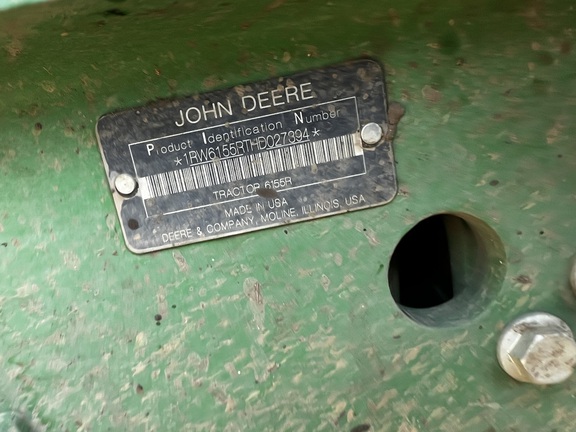 JOHN DEERE
Product Identification Number
*1RW6155RTHD027394*
TRACTOR 6155R
MADE IN USA
DEERE & COMPANY, MOLINE, ILLINOIS, USA